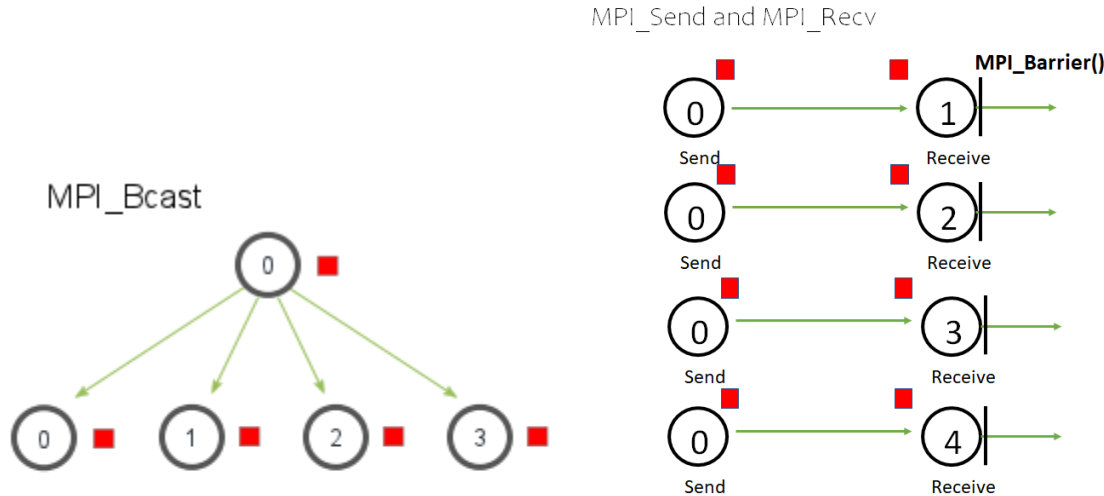 MPI_Bcast
0
0 1 2 3
MPI_Send and MPI_Recv
MPI_Barrier()
0 1
Send Receive
0 2
Send Receive
0 3
Send Receive
0 4
Send Receive